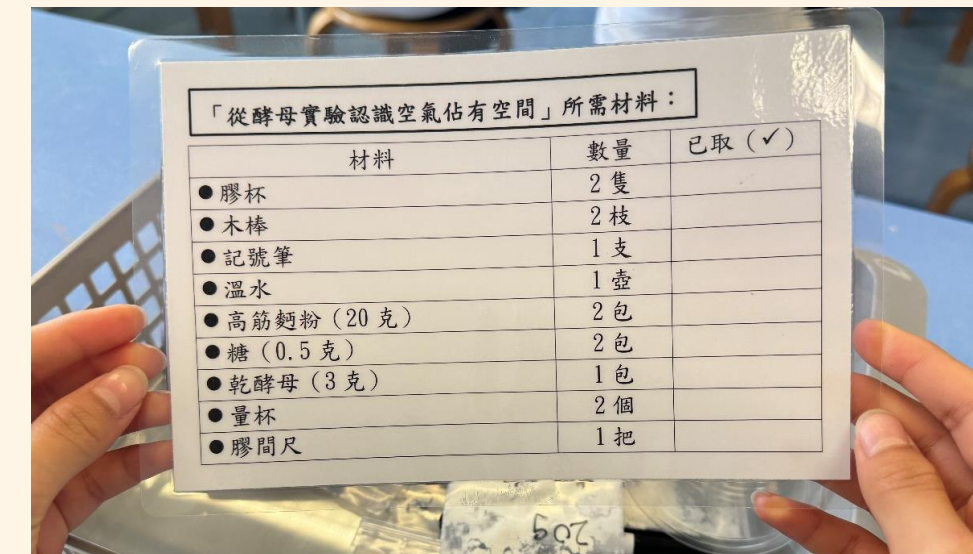 「從酵母實驗認識空氣佔有空間」所需材料：
材料 數量 已取（✓）
●膠杯 2 隻
●木棒 2 枝
●記號筆 1 支
●溫水 1 壺
●高筋麪粉（20 克） 2 包
●糖（0.5 克） 2 包
●乾酵母（3 克） 1 包
●量杯 2 個
●膠間尺 1 把
20g